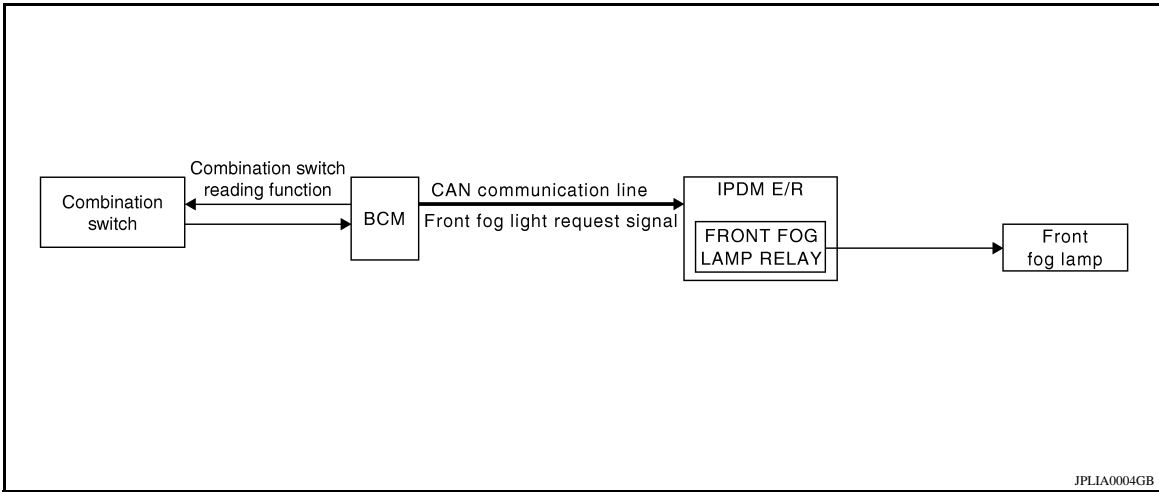 Combination switch
reading function
Combination
switch
BCM
CAN communication line
Front fog light request signal
IPDM E/R
FRONT FOG
LAMP RELAY
Front
fog lamp
JPLIA0004GB